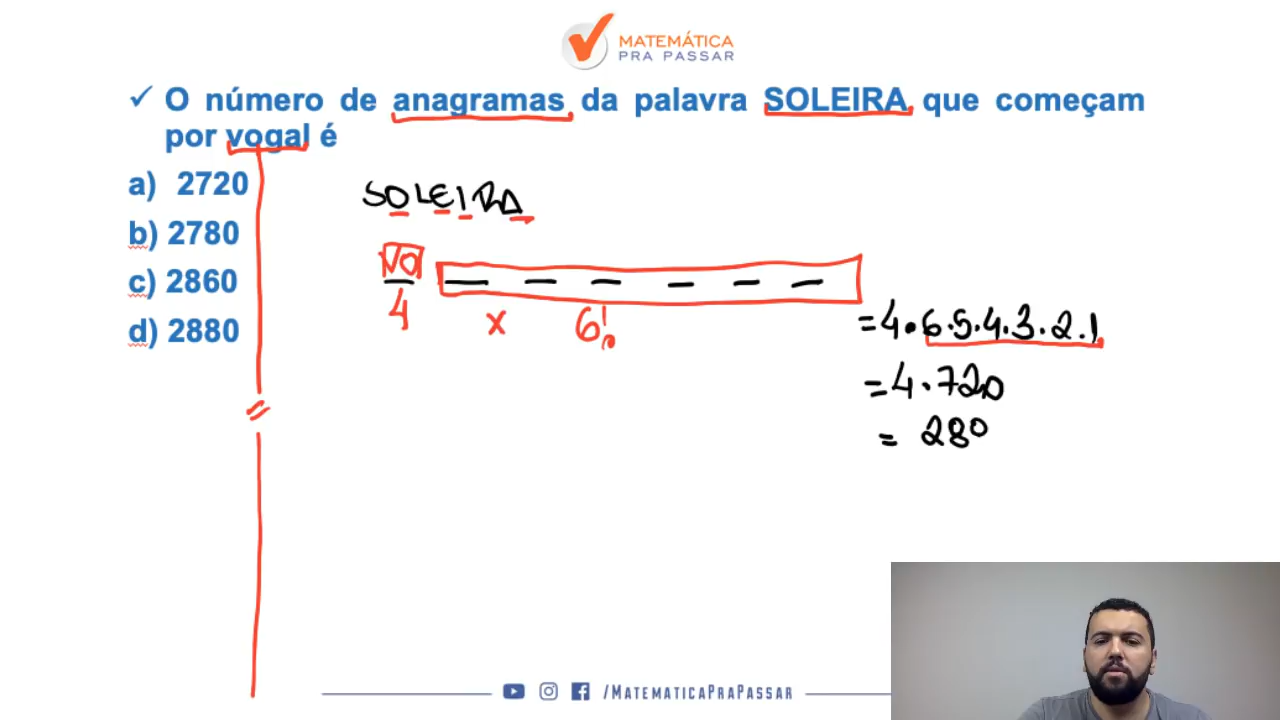 MATEMÁTICA
PRA PASSAR
✓ O número de anagramas da palavra SOLEIRA que começam
por vogal é
a) 2720
b) 2780
c) 2860
d) 2880
SOLEIRA
VO
4 x 6!
=4.6.5.4.3.2.1
=4.720
= 280
/MATEMATICAPRAPASSAR